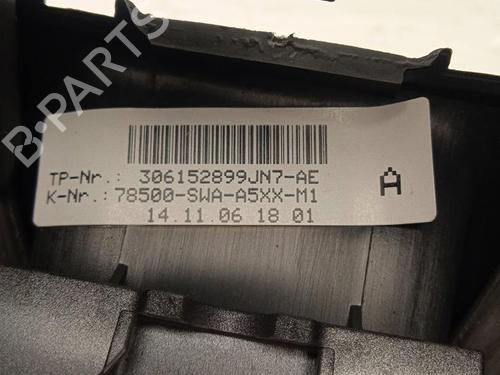 B-PARTS
TP-Nr.: 306152899JN7-AE
K-Nr.: 78500-SWA-A5XX-M1
A
14.11.06 18 01